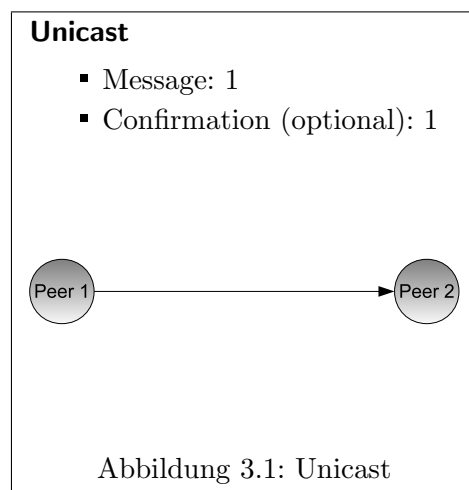 Unicast
▪ Message: 1
▪ Confirmation (optional): 1
Peer 1 Peer 2
Abbildung 3.1: Unicast